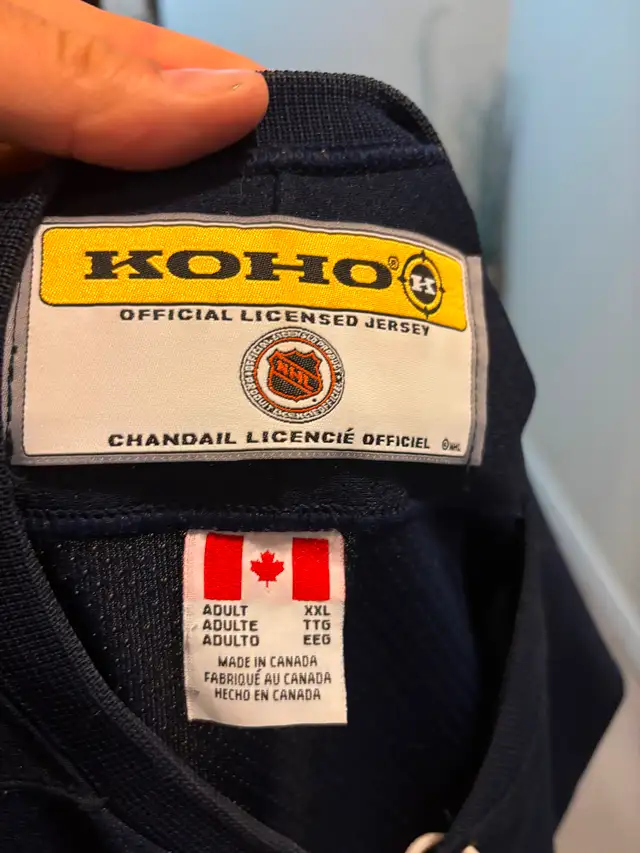 KOHO® K
OFFICIAL LICENSED JERSEY
NHL
CHANDAIL LICENCIÉ OFFICIEL ©NHL
ADULT XXL
ADULTE TTG
ADULTO EEG
MADE IN CANADA
FABRIQUÉ AU CANADA
HECHO EN CANADA